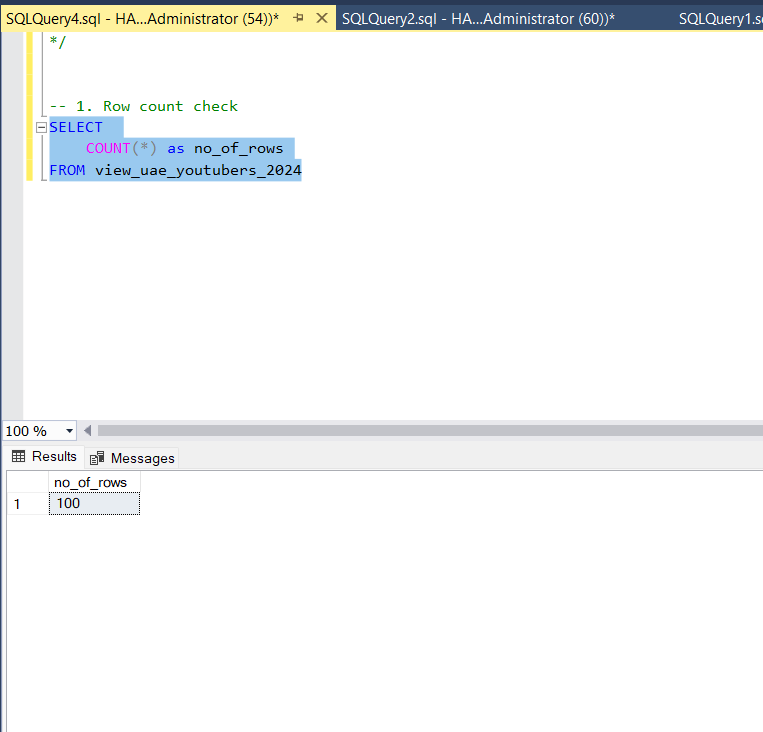 SQLQuery4.sql - HA...Administrator (54))* SQLQuery2.sql - HA...Administrator (60))* SQLQuery1.s
*/
-- 1. Row count check
SELECT
COUNT(*) as no_of_rows
FROM view_uae_youtubers_2024
100 %
Results Messages
no_of_rows
1 100